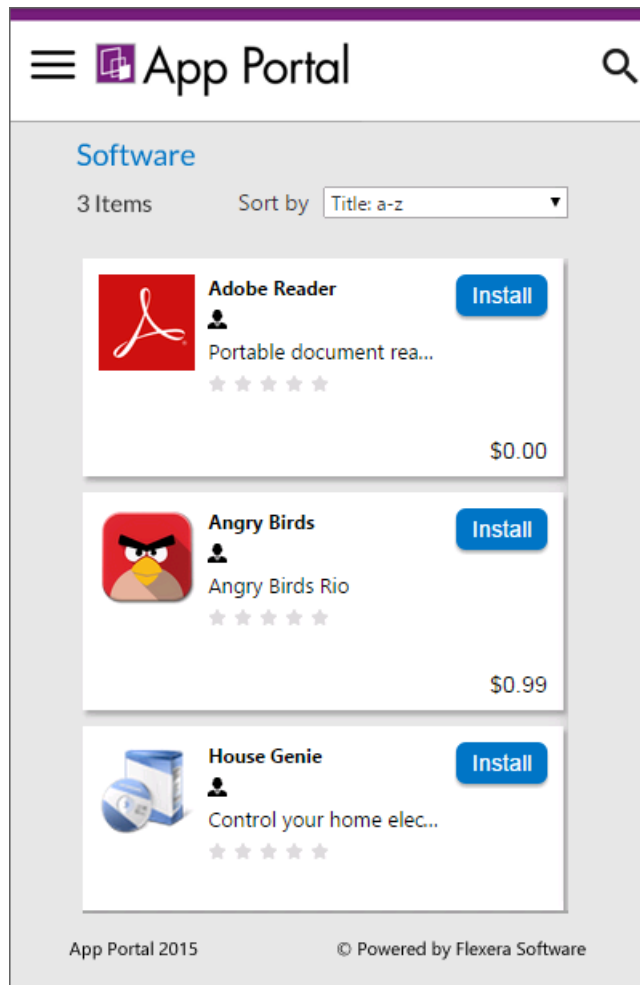 App Portal
Software
3 Items Sort by Title: a-z
Adobe Reader Install
Portable document rea...
$0.00
Angry Birds Install
Angry Birds Rio
$0.99
House Genie Install
Control your home elec...
App Portal 2015 © Powered by Flexera Software